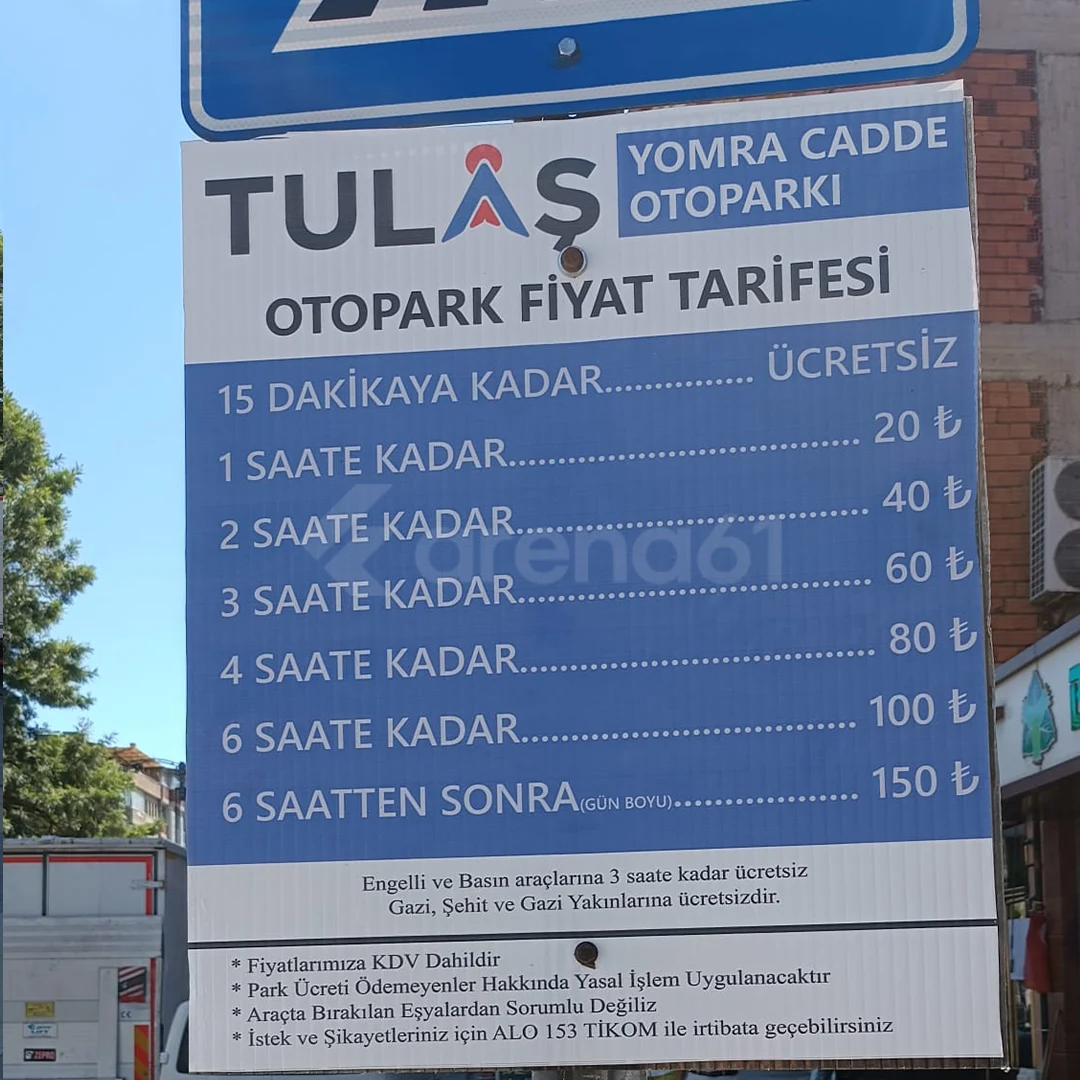 TULAŞ
YOMRA CADDE
OTOPARKI
OTOPARK FİYAT TARİFESİ
15 DAKİKAYA KADAR............... ÜCRETSİZ
1 SAATE KADAR.................................... 20 ₺
2 SAATE KADAR.................................... 40 ₺
3 SAATE KADAR.................................... 60 ₺
4 SAATE KADAR.................................... 80 ₺
6 SAATE KADAR.................................. 100 ₺
6 SAATTEN SONRA(GÜN BOYU).................. 150 ₺
arena61
Engelli ve Basın araçlarına 3 saate kadar ücretsiz
Gazi, Şehit ve Gazi Yakınlarına ücretsizdir.
* Fiyatlarımıza KDV Dahildir
* Park Ücreti Ödemeyenler Hakkında Yasal İşlem Uygulanacaktır
* Araçta Bırakılan Eşyalardan Sorumlu Değiliz
* İstek ve Şikayetleriniz için ALO 153 TİKOM ile irtibata geçebilirsiniz
ZEPRO